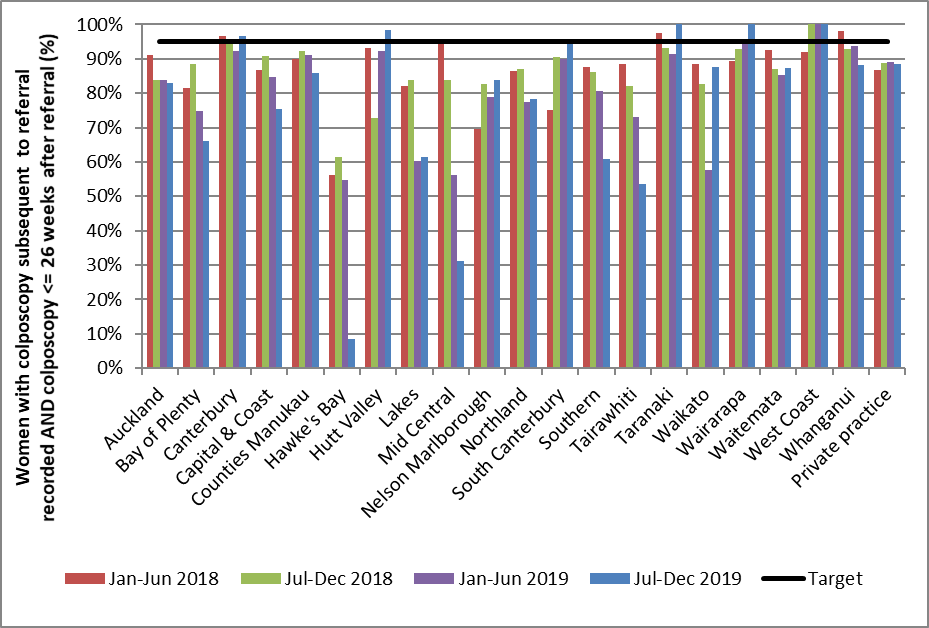 Women with colposcopy subsequent to referral
recorded AND colposcopy <= 26 weeks after referral (%)
100%
90%
80%
70%
60%
50%
40%
30%
20%
10%
0%
Auckland
Bay of Plenty
Canterbury
Capital & Coast
Counties Manukau
Hawke's Bay
Hutt Valley
Lakes
Mid Central
Nelson Marlborough
Northland
South Canterbury
Southern
Tairawhiti
Taranaki
Waikato
Wairarapa
Waitemata
West Coast
Whanganui
Private practice
Jan-Jun 2018
Jul-Dec 2018
Jan-Jun 2019
Jul-Dec 2019
Target